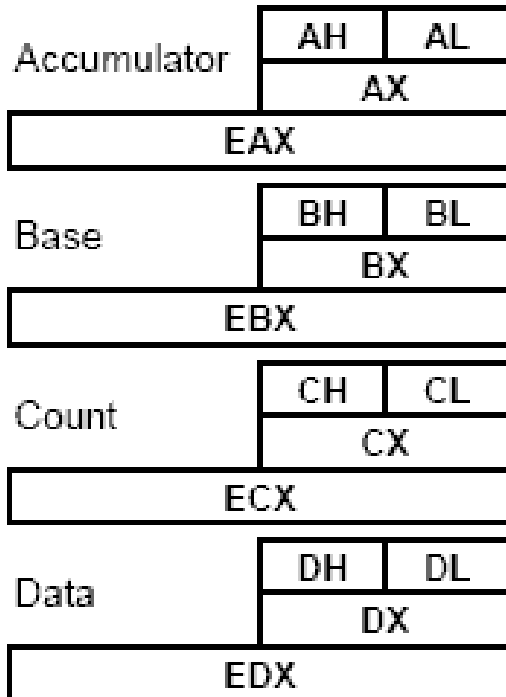 AH AL
Accumulator
AX
EAX
BH BL
Base
BX
EBX
CH CL
Count
CX
ECX
DH DL
Data
DX
EDX